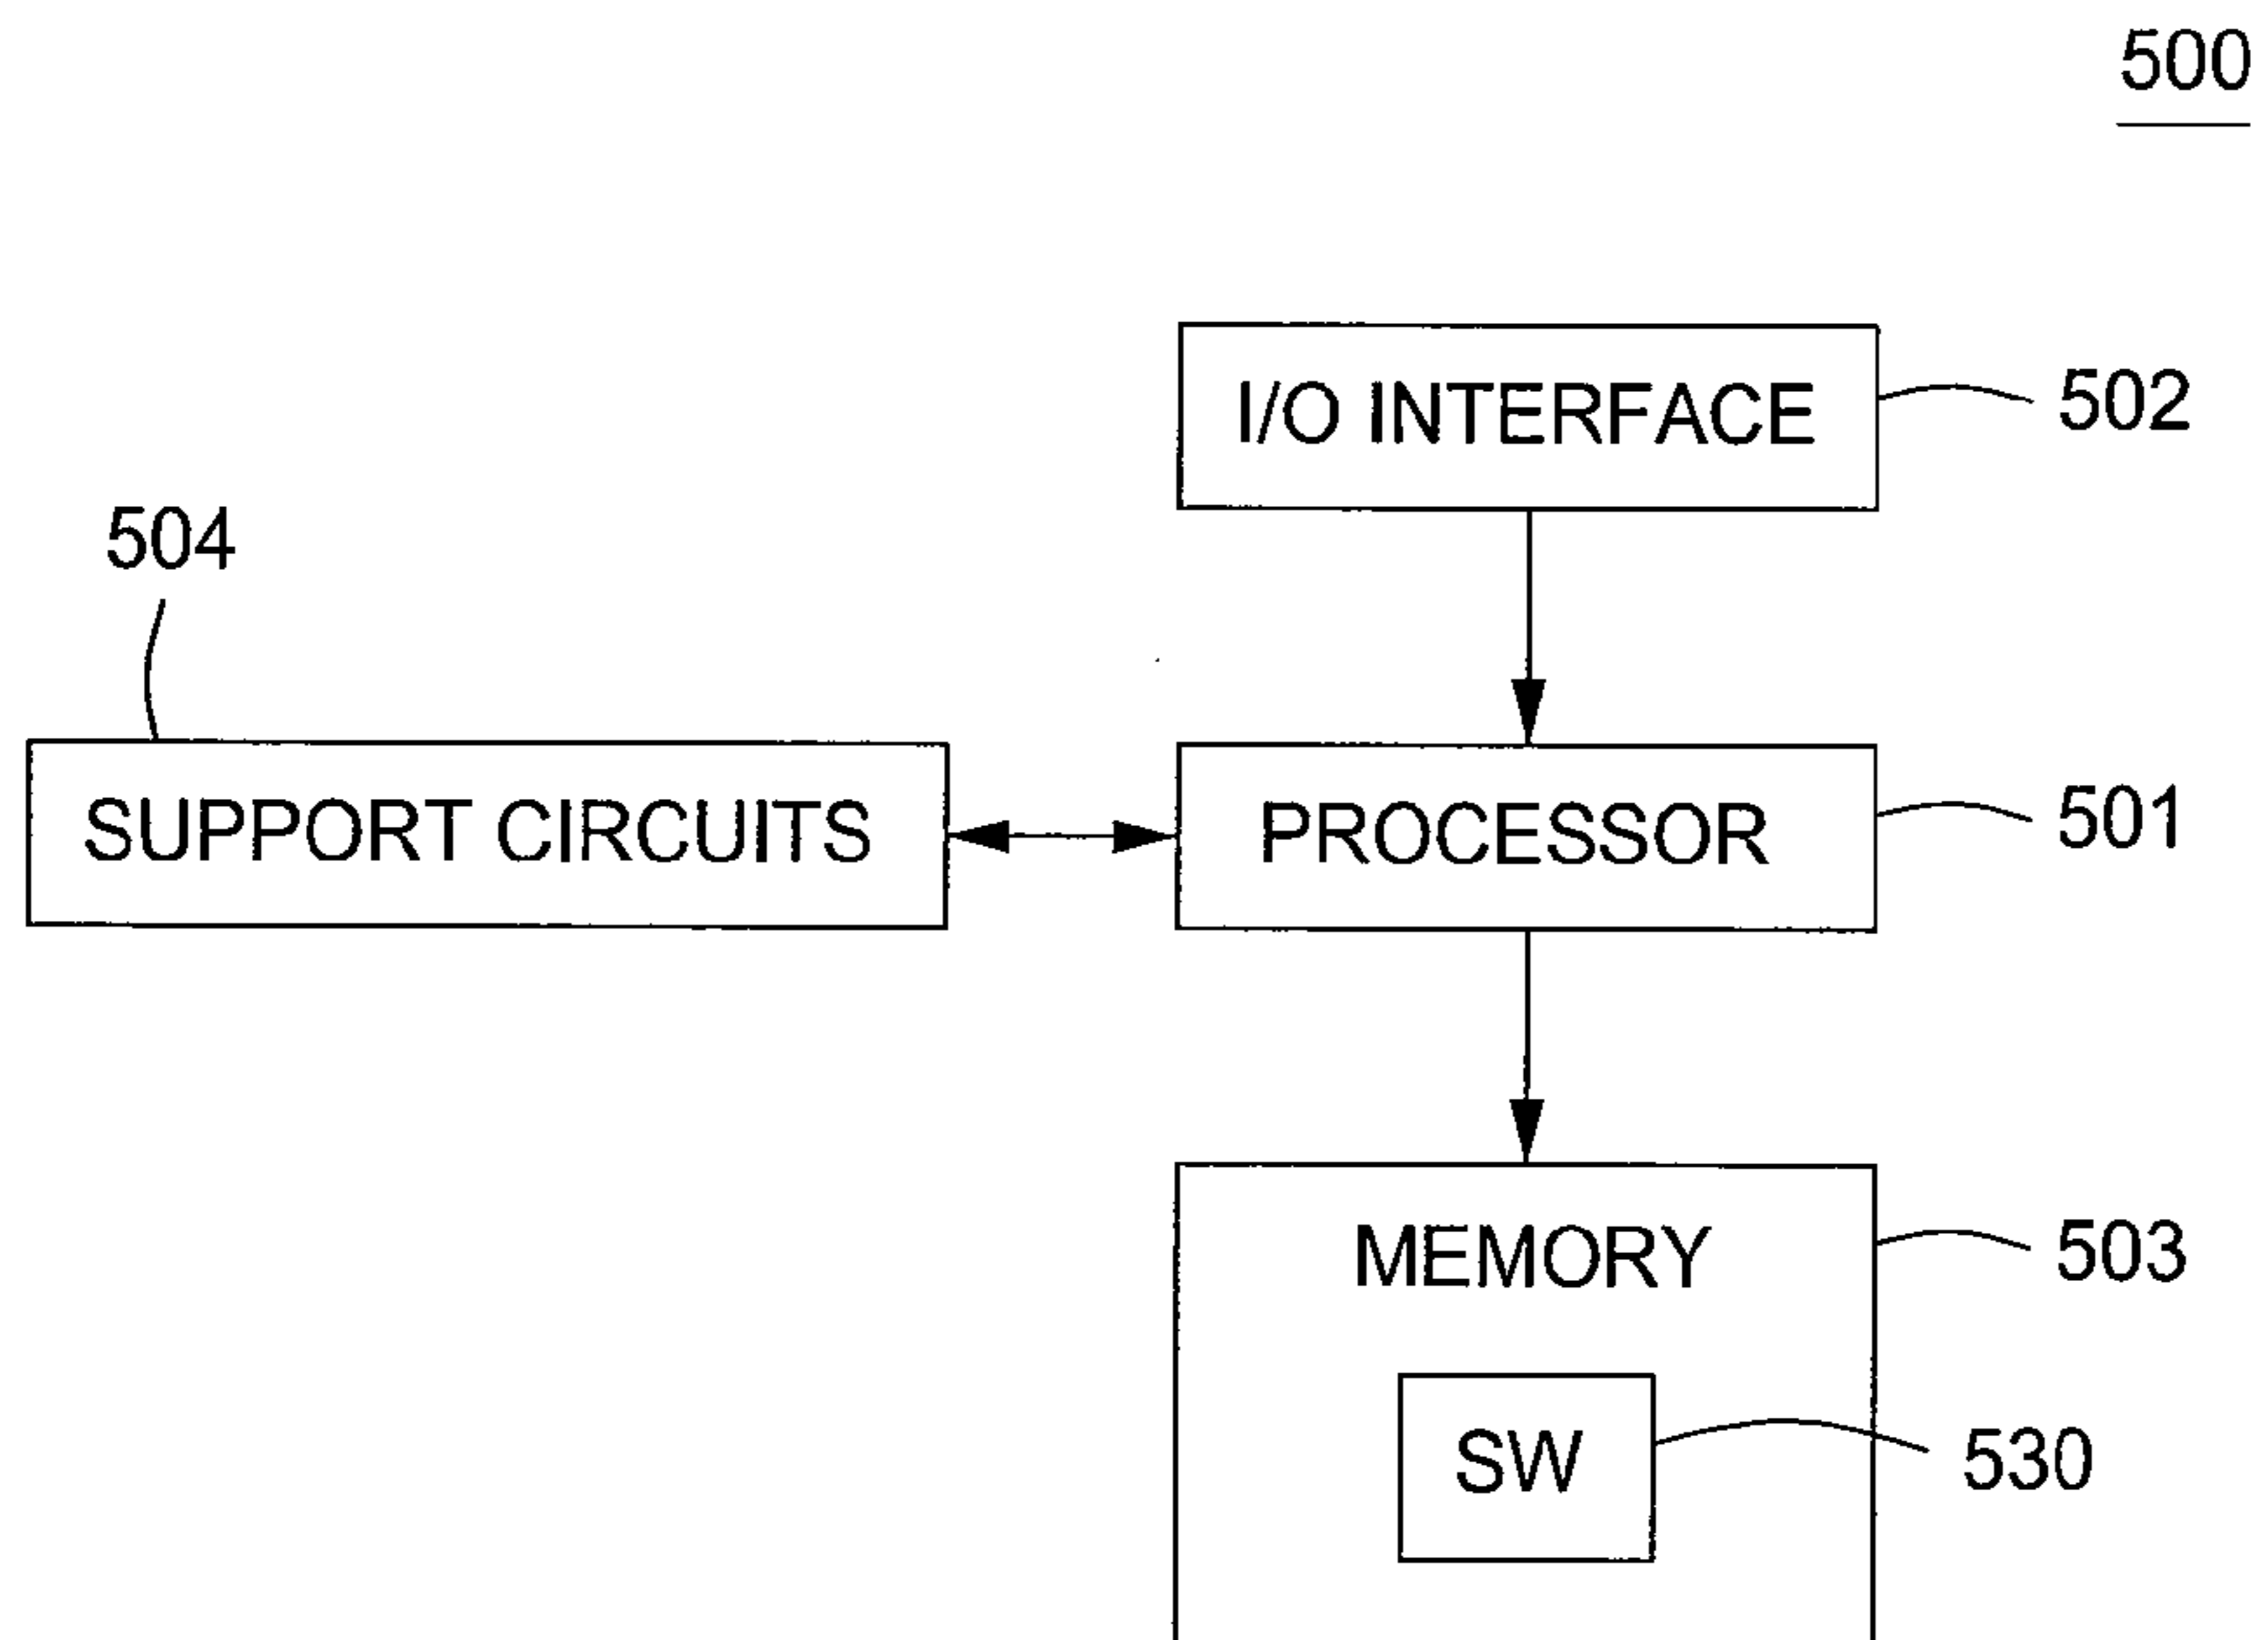 500
I/O INTERFACE
502
504
SUPPORT CIRCUITS
PROCESSOR
501
MEMORY
503
SW
530